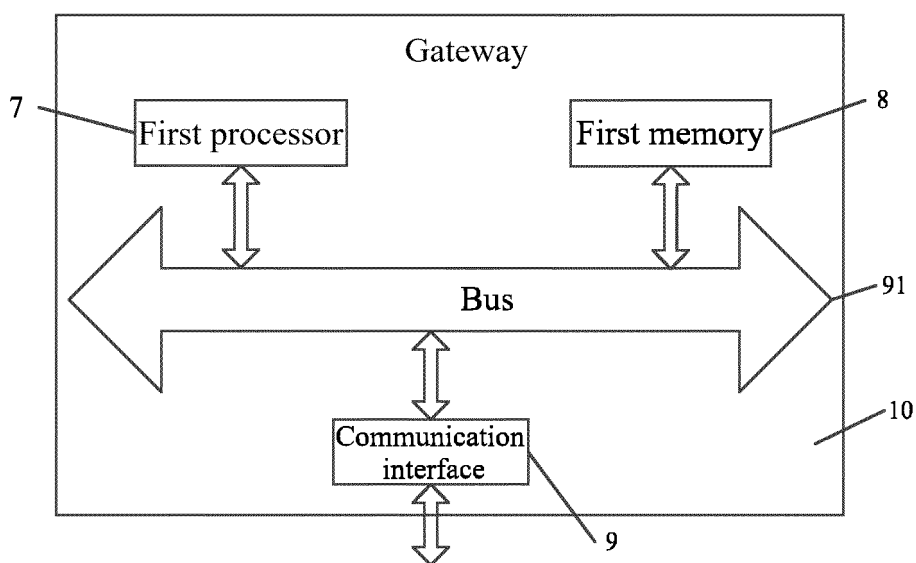 Gateway
7
First processor
First memory
8
Bus
91
10
Communication
interface
9